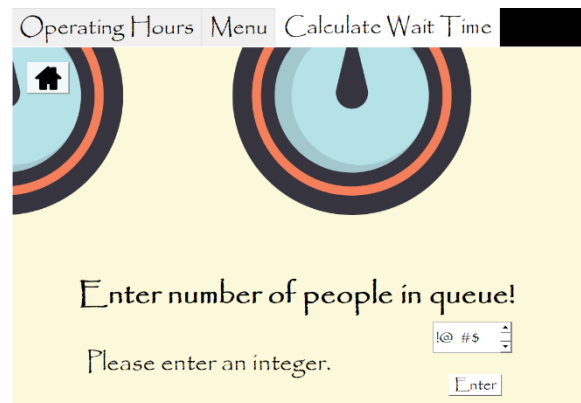 Operating Hours Menu Calculate Wait Time
Enter number of people in queue!
!@ #$
Please enter an integer.
Enter